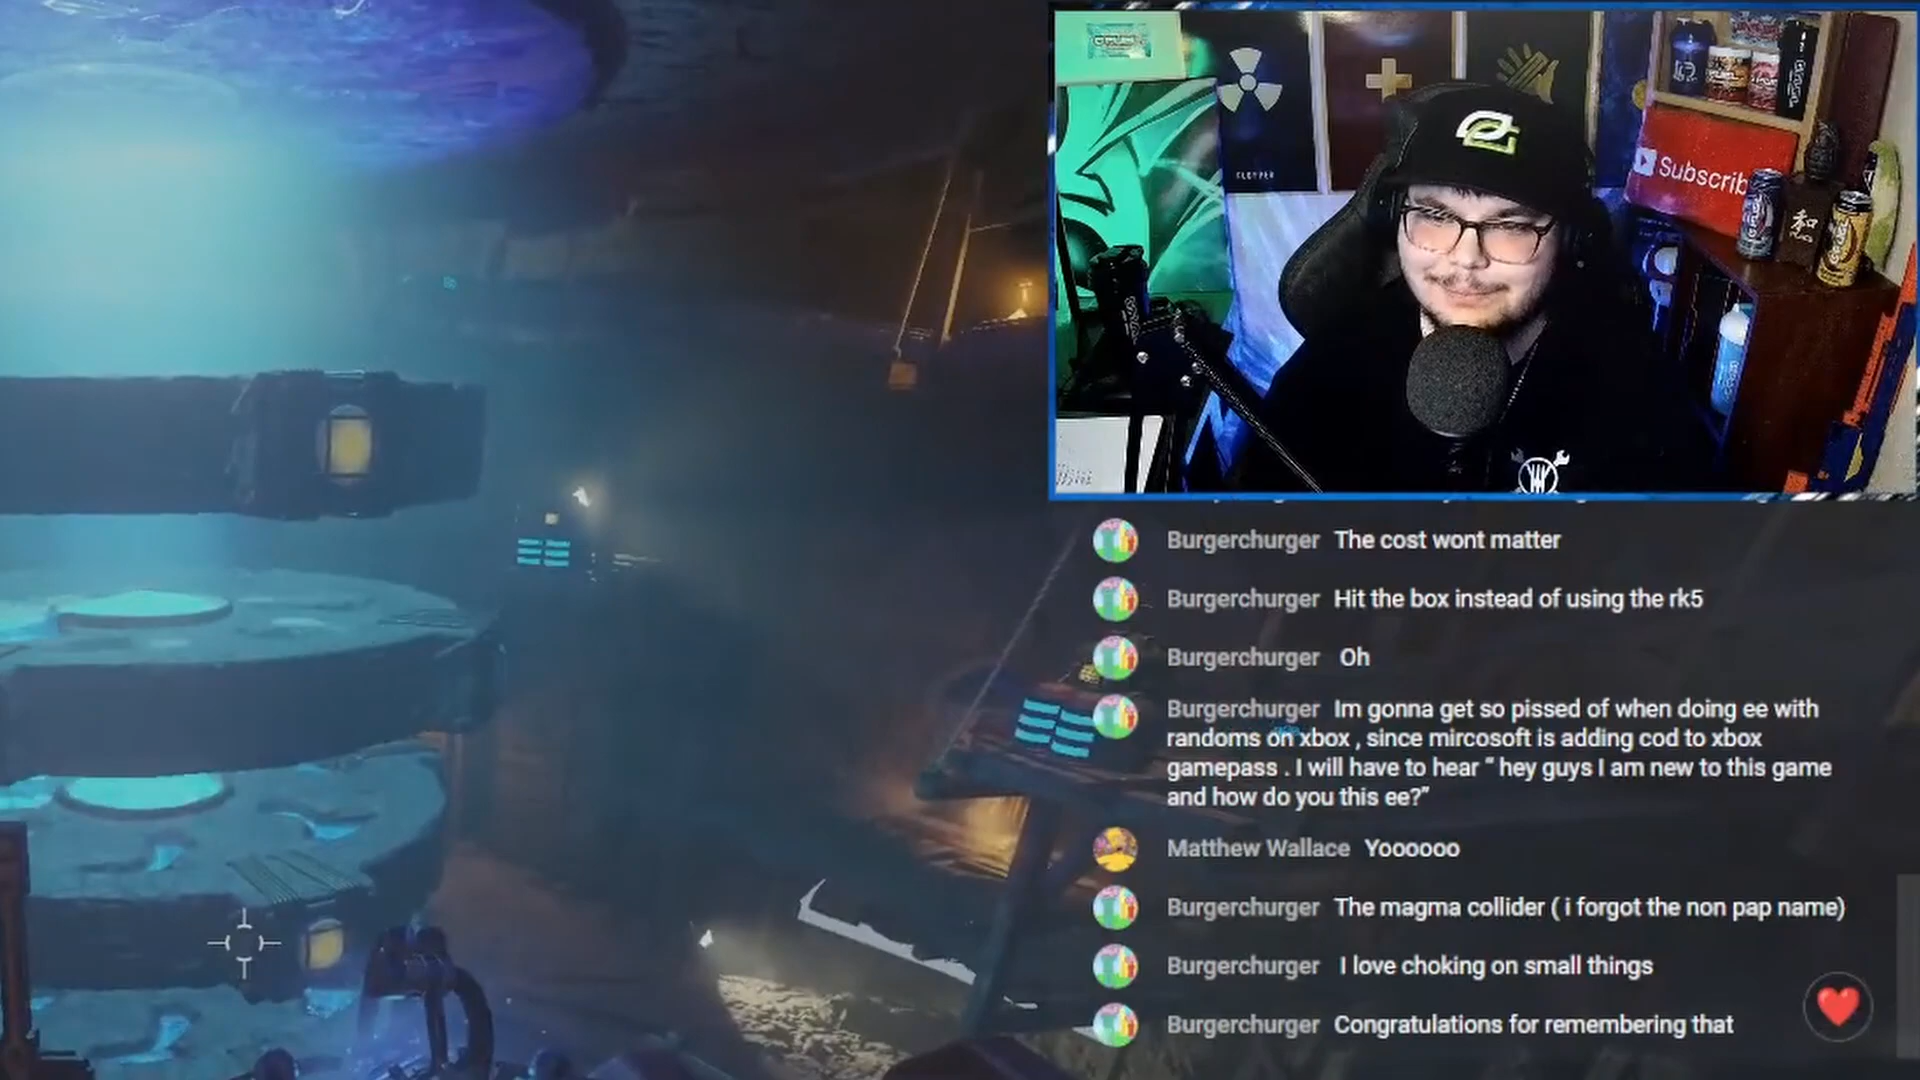 Subscrib
Burgerchurger The cost wont matter
Burgerchurger Hit the box instead of using the rk5
Burgerchurger Oh
Burgerchurger Im gonna get so pissed of when doing ee with
randoms on xbox , since mircosoft is adding cod to xbox
gamepass . I will have to hear “ hey guys I am new to this game
and how do you this ee?”
Matthew Wallace Yoooooo
Burgerchurger The magma collider ( i forgot the non pap name)
Burgerchurger I love choking on small things
Burgerchurger Congratulations for remembering that